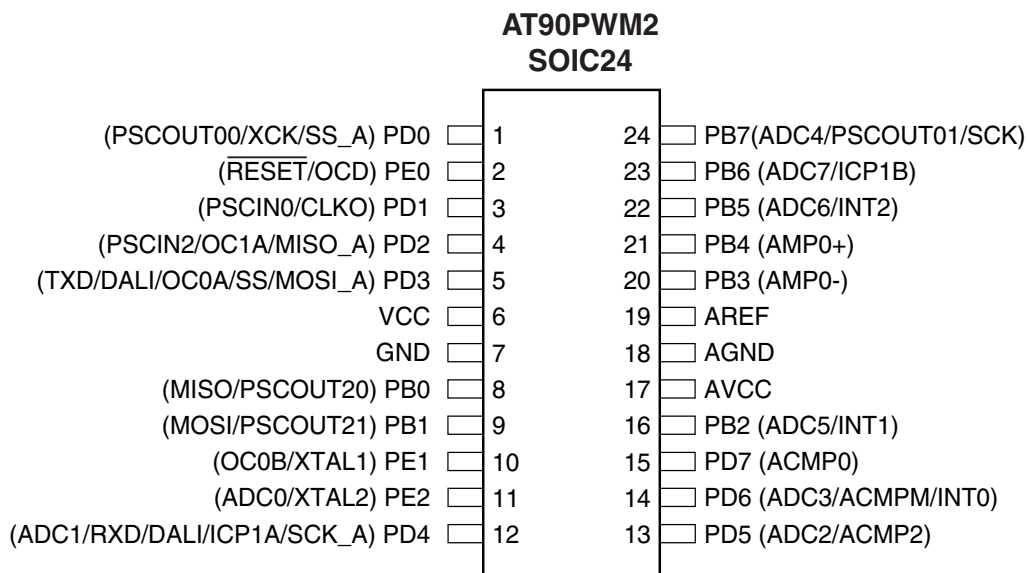 AT90PWM2
SOIC24
(PSCOUT00/XCK/SS_A) PD0 1 24 PB7(ADC4/PSCOUT01/SCK)
(RESET/OCD) PE0 2 23 PB6 (ADC7/ICP1B)
(PSCIN0/CLKO) PD1 3 22 PB5 (ADC6/INT2)
(PSCIN2/OC1A/MISO_A) PD2 4 21 PB4 (AMP0+)
(TXD/DALI/OC0A/SS/MOSI_A) PD3 5 20 PB3 (AMP0-)
VCC 6 19 AREF
GND 7 18 AGND
(MISO/PSCOUT20) PB0 8 17 AVCC
(MOSI/PSCOUT21) PB1 9 16 PB2 (ADC5/INT1)
(OC0B/XTAL1) PE1 10 15 PD7 (ACMP0)
(ADC0/XTAL2) PE2 11 14 PD6 (ADC3/ACMPM/INT0)
(ADC1/RXD/DALI/ICP1A/SCK_A) PD4 12 13 PD5 (ADC2/ACMP2)